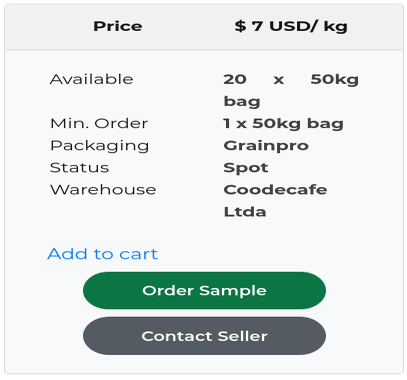 Price $ 7 USD/ kg
Available 20 x 50kg
bag
Min. Order 1 x 50kg bag
Packaging Grainpro
Status Spot
Warehouse Coodecafe
Ltda
Add to cart
Order Sample
Contact Seller